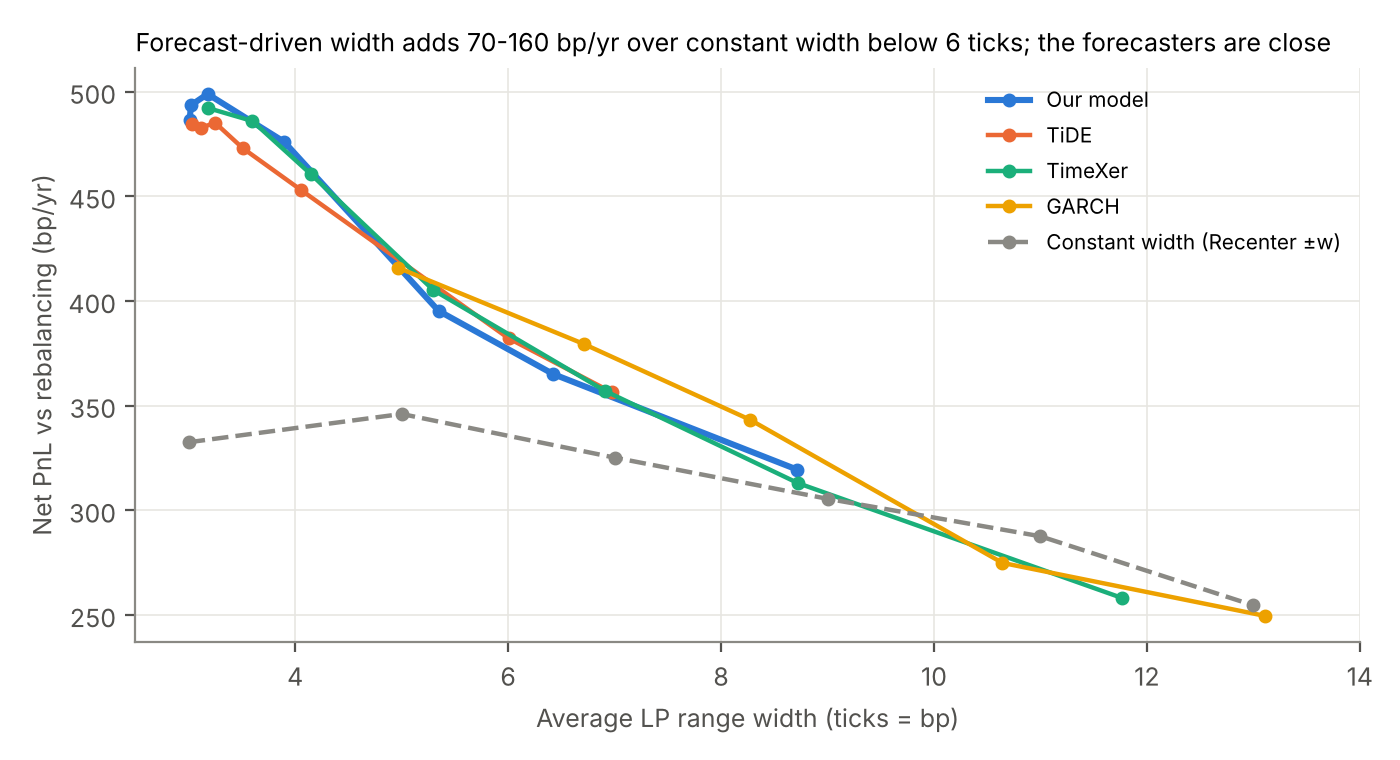 Forecast-driven width adds 70-160 bp/yr over constant width below 6 ticks; the forecasters are close
Our model
TiDE
TimeXer
GARCH
Constant width (Recenter ±w)
Net PnL vs rebalancing (bp/yr)
500
450
400
350
300
250
4 6 8 10 12 14
Average LP range width (ticks = bp)